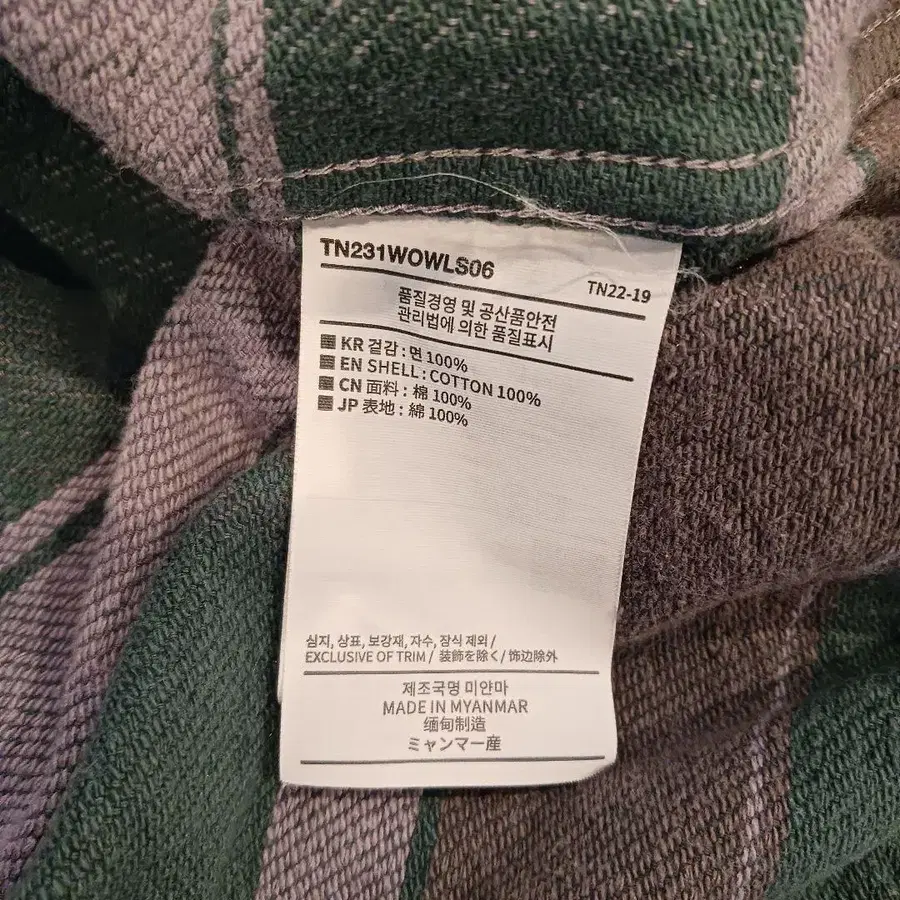 TN231WOWLS06
TN22-19
품질경영 및 공산품안전
관리법에 의한 품질표시
KR 겉감 : 면 100%
EN SHELL : COTTON 100%
CN 面料 : 棉 100%
JP 表地 : 綿 100%
심지, 상표, 보강재, 자수, 장식 제외 /
EXCLUSIVE OF TRIM / 装飾を除く / 饰边除外
제조국명 미얀마
MADE IN MYANMAR
缅甸制造
ミャンマー産